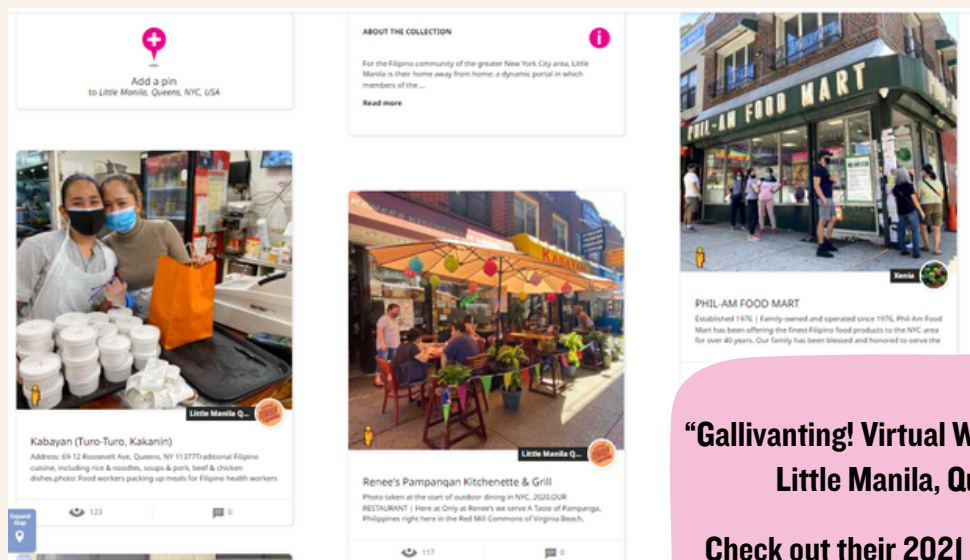 Add a pin
to Little Manila, Queens, NYC, USA
Kabayan (Turo-Turo, Kakanin)
Address: 69-12 Roosevelt Ave, Queens, NY 11377Traditional Filipino
cuisine, including rice & noodles, soups & pork, beef & chicken
dishes.photo: Food workers packing up meals for Filipino health workers
Little Manila Q...
123
0
Expand
Map
ABOUT THE COLLECTION
i
For the Filipino community of the greater New York City area, Little
Manila is their home away from home: a dynamic portal in which
members of the ...
Read more
KABAYAN
Little Manila Q...
Renee's Pampangan Kitchenette & Grill
Photo taken at the start of outdoor dining in NYC, 2020.OUR
RESTAURANT | Here at Only at Renee's we serve A Taste of Pampanga,
Philippines right here in the Red Mill Commons of Virginia Beach,
117
0
PHIL-AM FOOD MART
Xenia
PHIL-AM FOOD MART
Established 1976 | Family-owned and operated since 1976, Phil-Am Food
Mart has been offering the finest Filipino food products to the NYC-area
for over 40 years. Our family has been blessed and honored to serve the
“Gallivanting! Virtual W
Little Manila, Qu
Check out their 2021